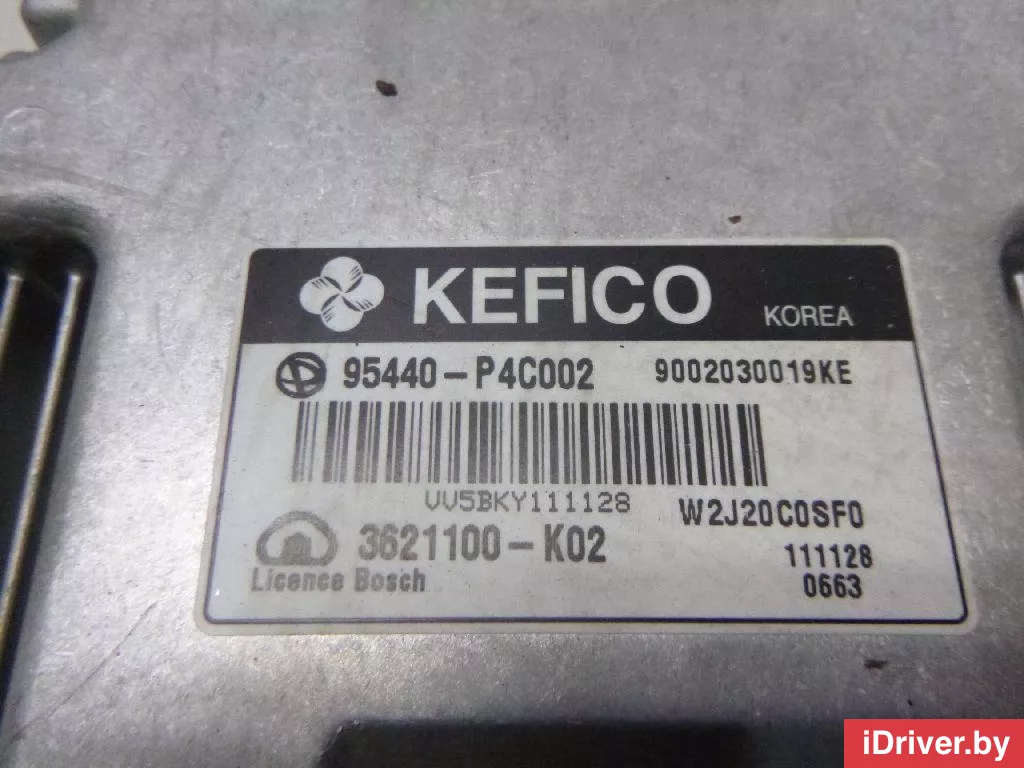 KEFICO KOREA
95440-P4C002 9002030019KE
VV5BKY111128
W2J20C0SF0
3621100-K02
111128
Licence Bosch
0663
iDriver.by